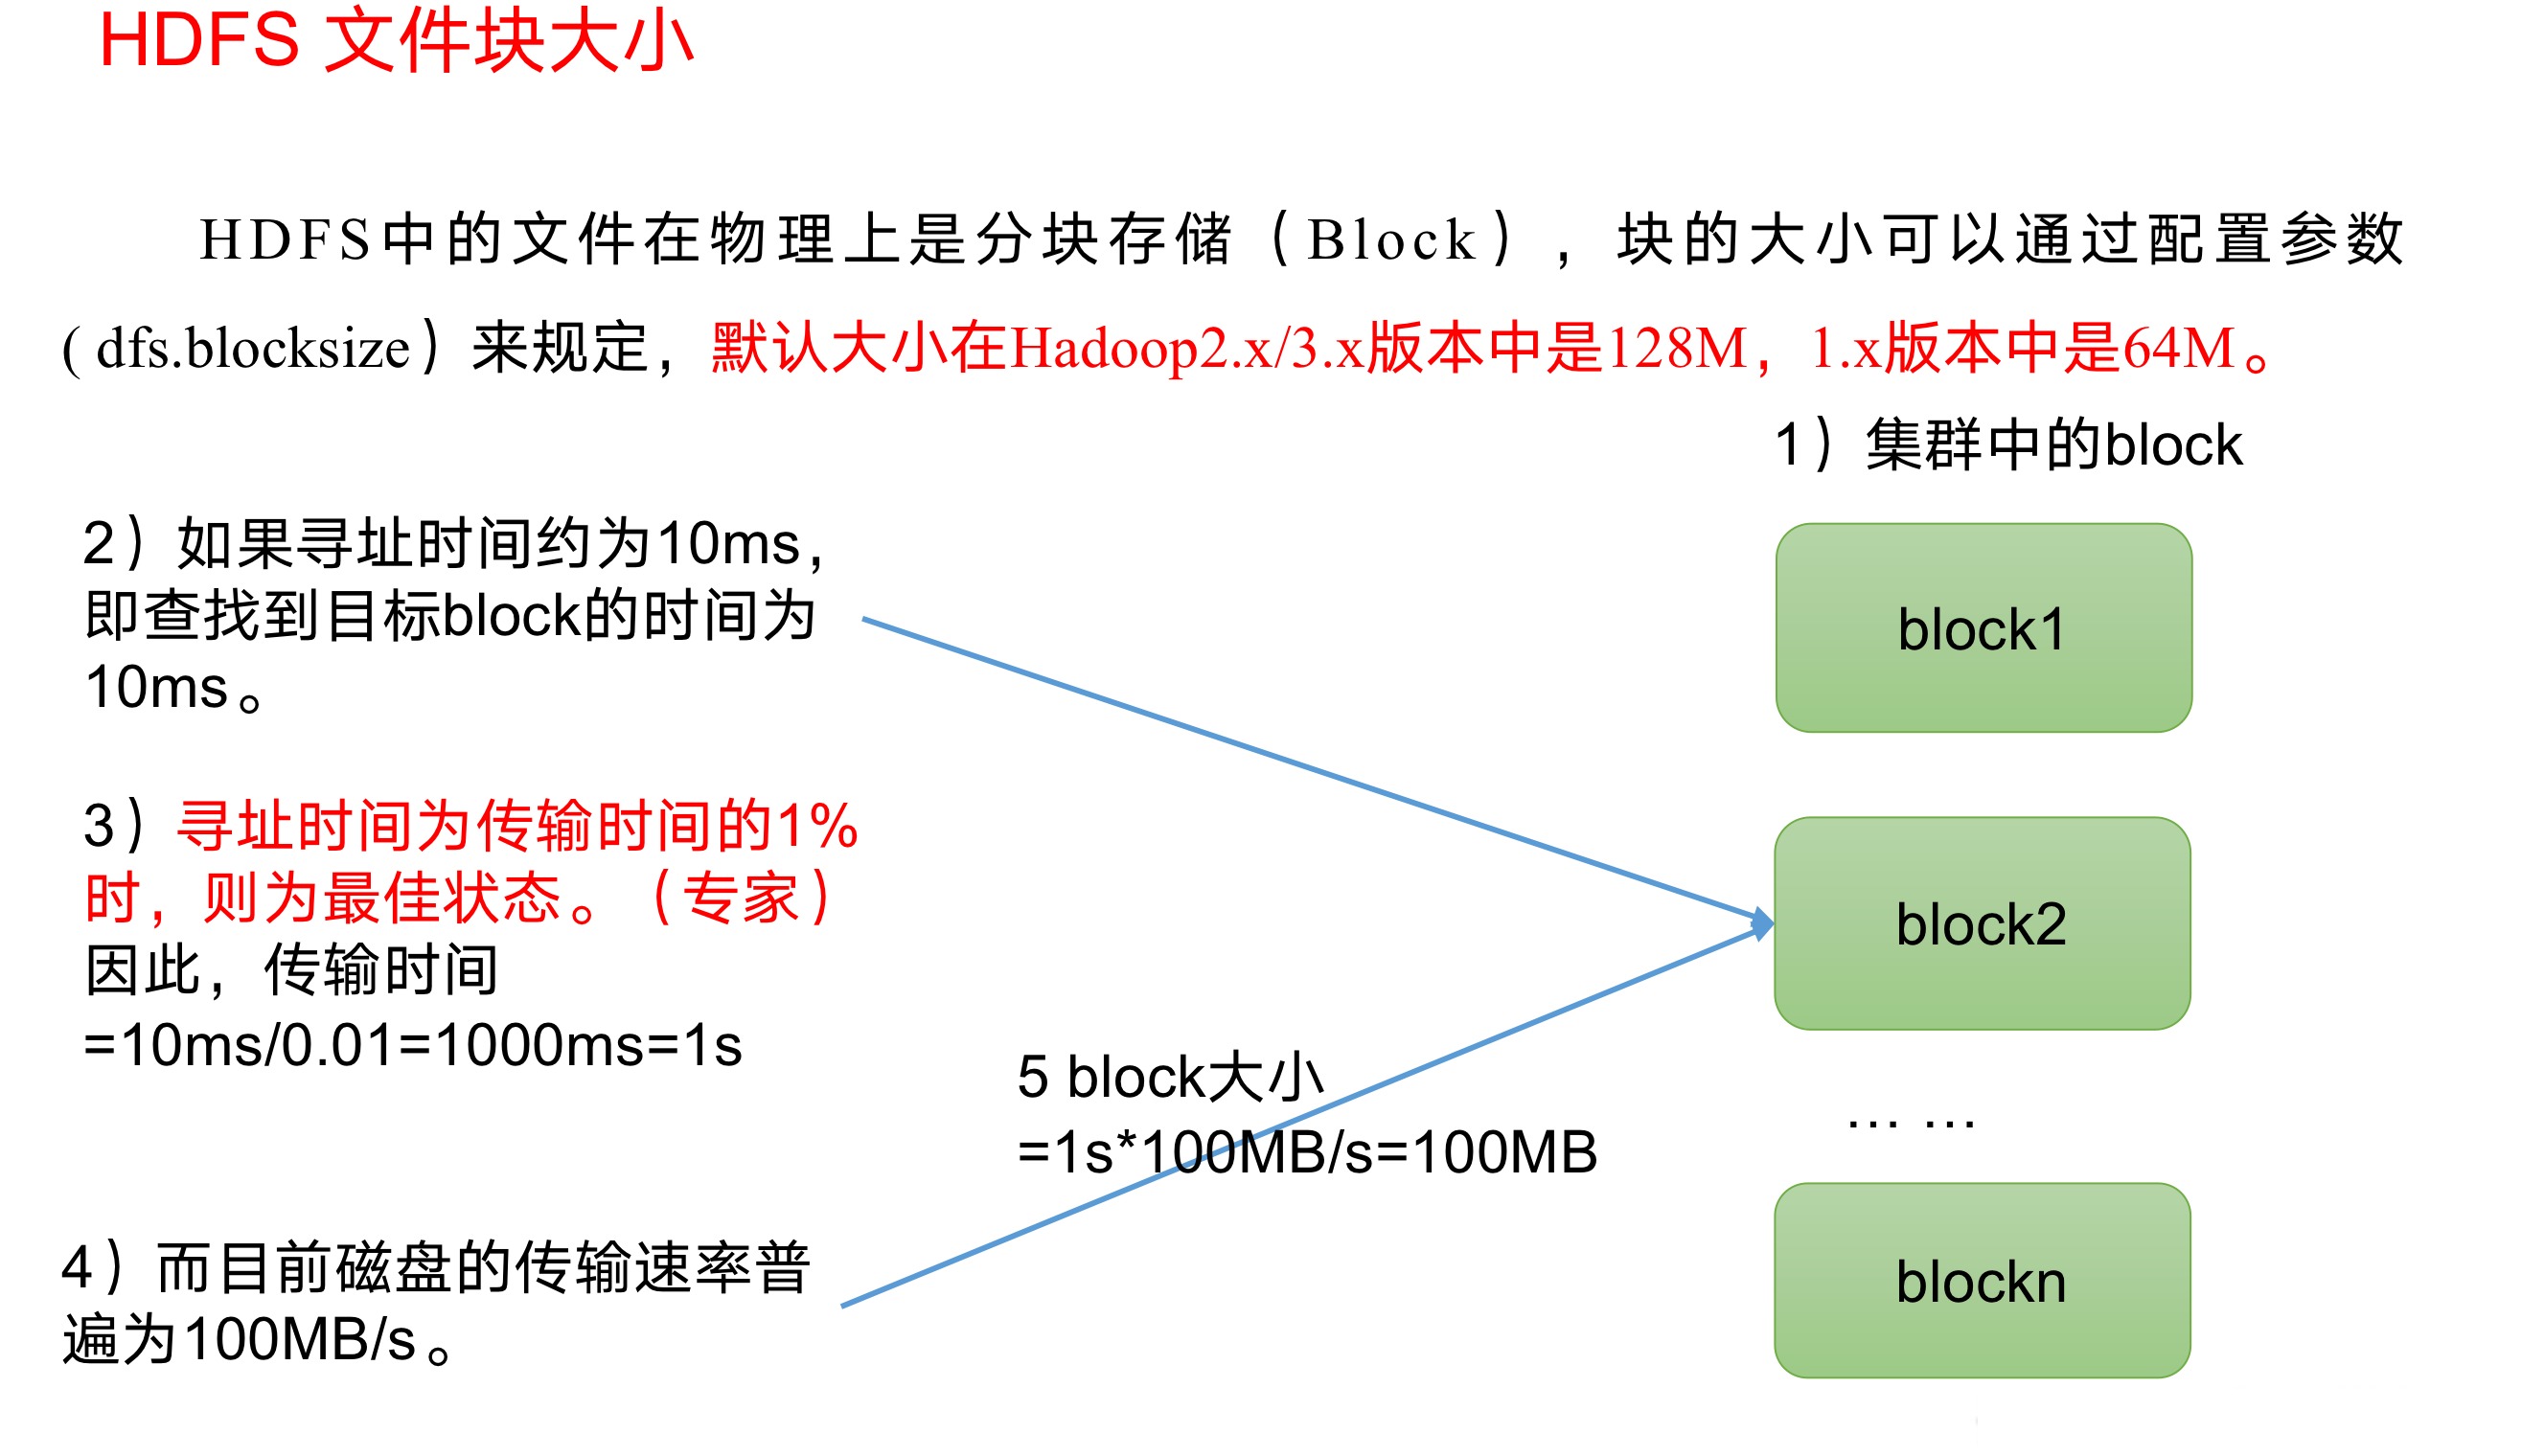 HDFS 文件块大小
HDFS中的文件在物理上是分块存储（Block），块的大小可以通过配置参数
( dfs.blocksize）来规定，默认大小在Hadoop2.x/3.x版本中是128M，1.x版本中是64M。
1）集群中的block
2）如果寻址时间约为10ms，
即查找到目标block的时间为
10ms。
3）寻址时间为传输时间的1%
时，则为最佳状态。（专家）
因此，传输时间
=10ms/0.01=1000ms=1s
4）而目前磁盘的传输速率普
遍为100MB/s。
5 block大小
=1s*100MB/s=100MB
block1
block2
… …
blockn